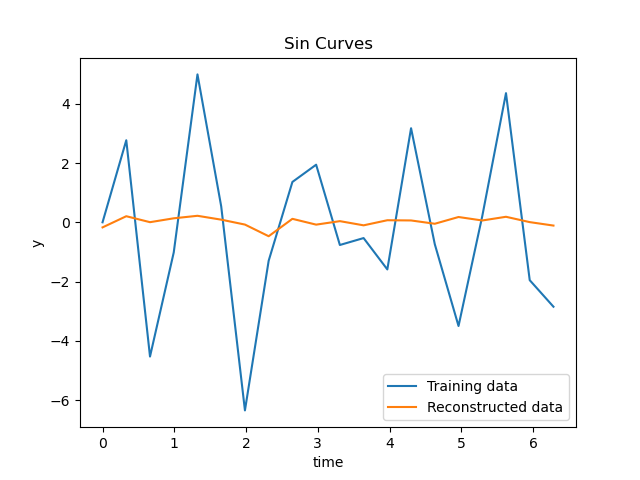 Sin Curves
y
4
2
0
−2
−4
−6
0 1 2 3 4 5 6
time
Training data
Reconstructed data